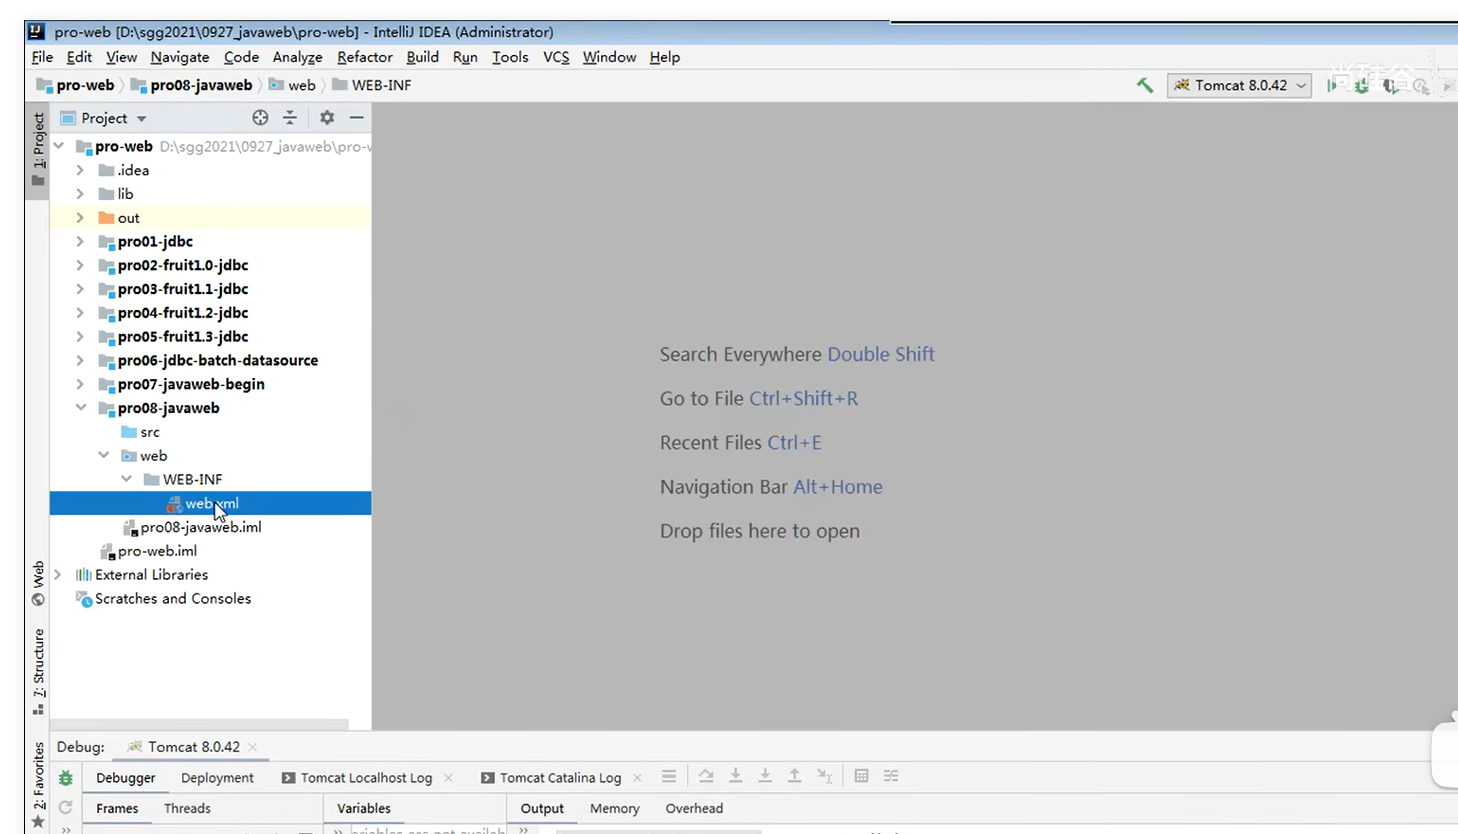 pro-web [D:\sgg2021\0927_javaweb\pro-web] - IntelliJ IDEA (Administrator)
File Edit View Navigate Code Analyze Refactor Build Run Tools VCS Window Help
pro-web pro08-javaweb web WEB-INF Tomcat 8.0.42
尚硅谷
1: Project
Project
pro-web D:\sgg2021\0927_javaweb\pro-w
.idea
lib
out
pro01-jdbc
pro02-fruit1.0-jdbc
pro03-fruit1.1-jdbc
pro04-fruit1.2-jdbc
pro05-fruit1.3-jdbc
pro06-jdbc-batch-datasource
pro07-javaweb-begin
pro08-javaweb
src
web
WEB-INF
web.xml
pro08-javaweb.iml
pro-web.iml
External Libraries
Scratches and Consoles
Search Everywhere Double Shift
Go to File Ctrl+Shift+R
Recent Files Ctrl+E
Navigation Bar Alt+Home
Drop files here to open
Web
7: Structure
2: Favorites
Debug: Tomcat 8.0.42
Debugger Deployment Tomcat Localhost Log Tomcat Catalina Log
Frames Threads Variables Output Memory Overhead